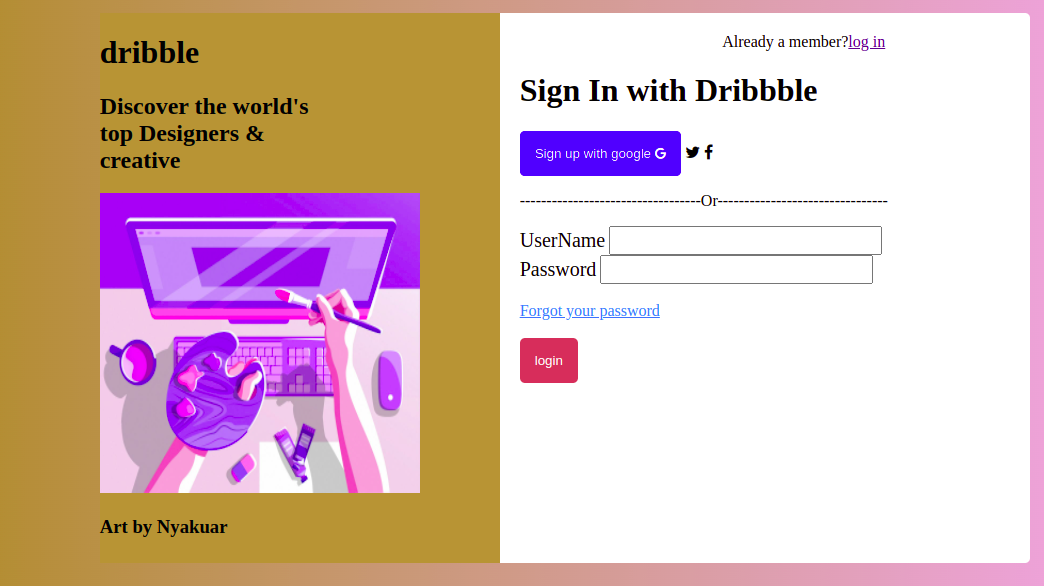 dribble
Discover the world's
top Designers &
creative
Art by Nyakuar
Already a member?log in
Sign In with Dribbble
Sign up with google G
----------------------------------Or--------------------------------
UserName
Password
Forgot your password
login